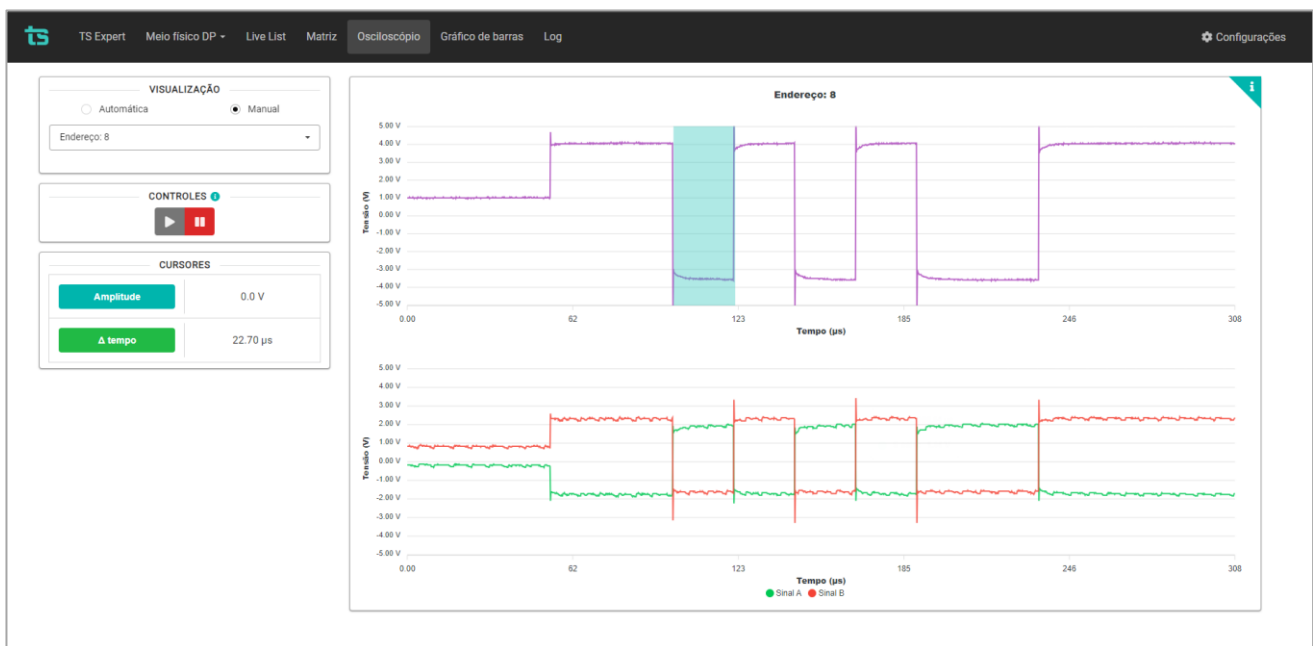 ts TS Expert Meio físico DP Live List Matriz Osciloscópio Gráfico de barras Log Configurações
VISUALIZAÇÃO
Automática Manual
Endereço: 8
CONTROLES
CURSORES
Amplitude 0.0 V
Δ tempo 22.70 µs
Endereço: 8
5.00 V
4.00 V
3.00 V
2.00 V
1.00 V
0.00 V
-1.00 V
-2.00 V
-3.00 V
-4.00 V
-5.00 V
Tensão (V)
0.00 62 123 185 246 308
Tempo (µs)
5.00 V
4.00 V
3.00 V
2.00 V
1.00 V
0.00 V
-1.00 V
-2.00 V
-3.00 V
-4.00 V
-5.00 V
Tensão (V)
0.00 62 123 185 246 308
Tempo (µs)
Sinal A Sinal B